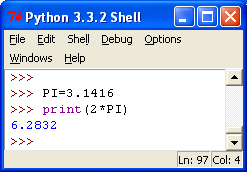 Python 3.3.2 Shell
File Edit Shell Debug Options
Windows Help
>>>
>>> PI=3.1416
>>> print(2*PI)
6.2832
>>>
Ln: 97 Col: 4